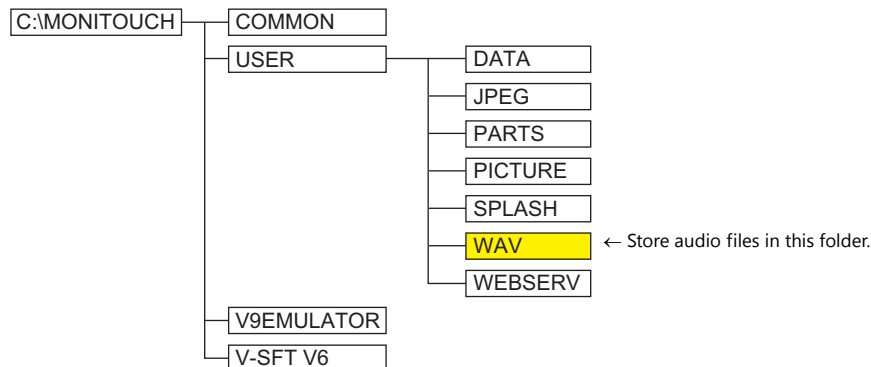 C:\MONITOUCH
COMMON
USER
DATA
JPEG
PARTS
PICTURE
SPLASH
WAV ← Store audio files in this folder.
WEBSERV
V9EMULATOR
V-SFT V6